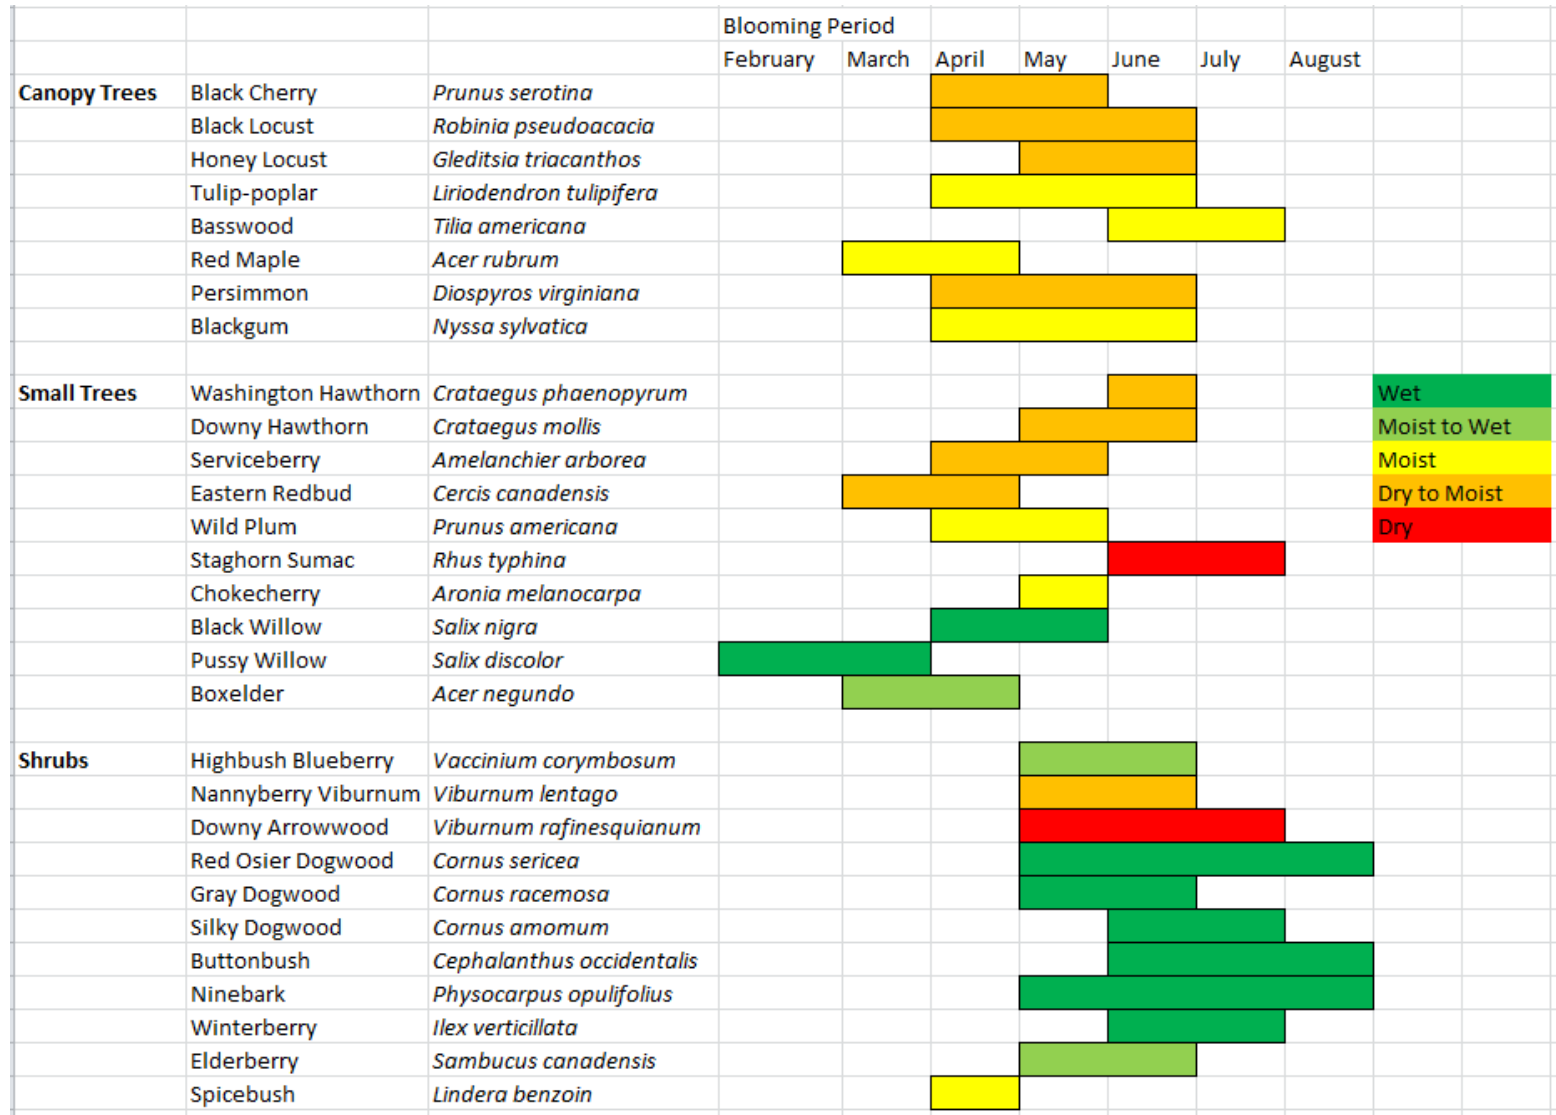 Blooming Period
February March April May June July August
Canopy Trees Black Cherry Prunus serotina
Black Locust Robinia pseudoacacia
Honey Locust Gleditsia triacanthos
Tulip-poplar Liriodendron tulipifera
Basswood Tilia americana
Red Maple Acer rubrum
Persimmon Diospyros virginiana
Blackgum Nyssa sylvatica
Small Trees Washington Hawthorn Crataegus phaenopyrum Wet
Downy Hawthorn Crataegus mollis Moist to Wet
Serviceberry Amelanchier arborea Moist
Eastern Redbud Cercis canadensis Dry to Moist
Wild Plum Prunus americana Dry
Staghorn Sumac Rhus typhina
Chokecherry Aronia melanocarpa
Black Willow Salix nigra
Pussy Willow Salix discolor
Boxelder Acer negundo
Shrubs Highbush Blueberry Vaccinium corymbosum
Nannyberry Viburnum Viburnum lentago
Downy Arrowwood Viburnum rafinesquianum
Red Osier Dogwood Cornus sericea
Gray Dogwood Cornus racemosa
Silky Dogwood Cornus amomum
Buttonbush Cephalanthus occidentalis
Ninebark Physocarpus opulifolius
Winterberry Ilex verticillata
Elderberry Sambucus canadensis
Spicebush Lindera benzoin